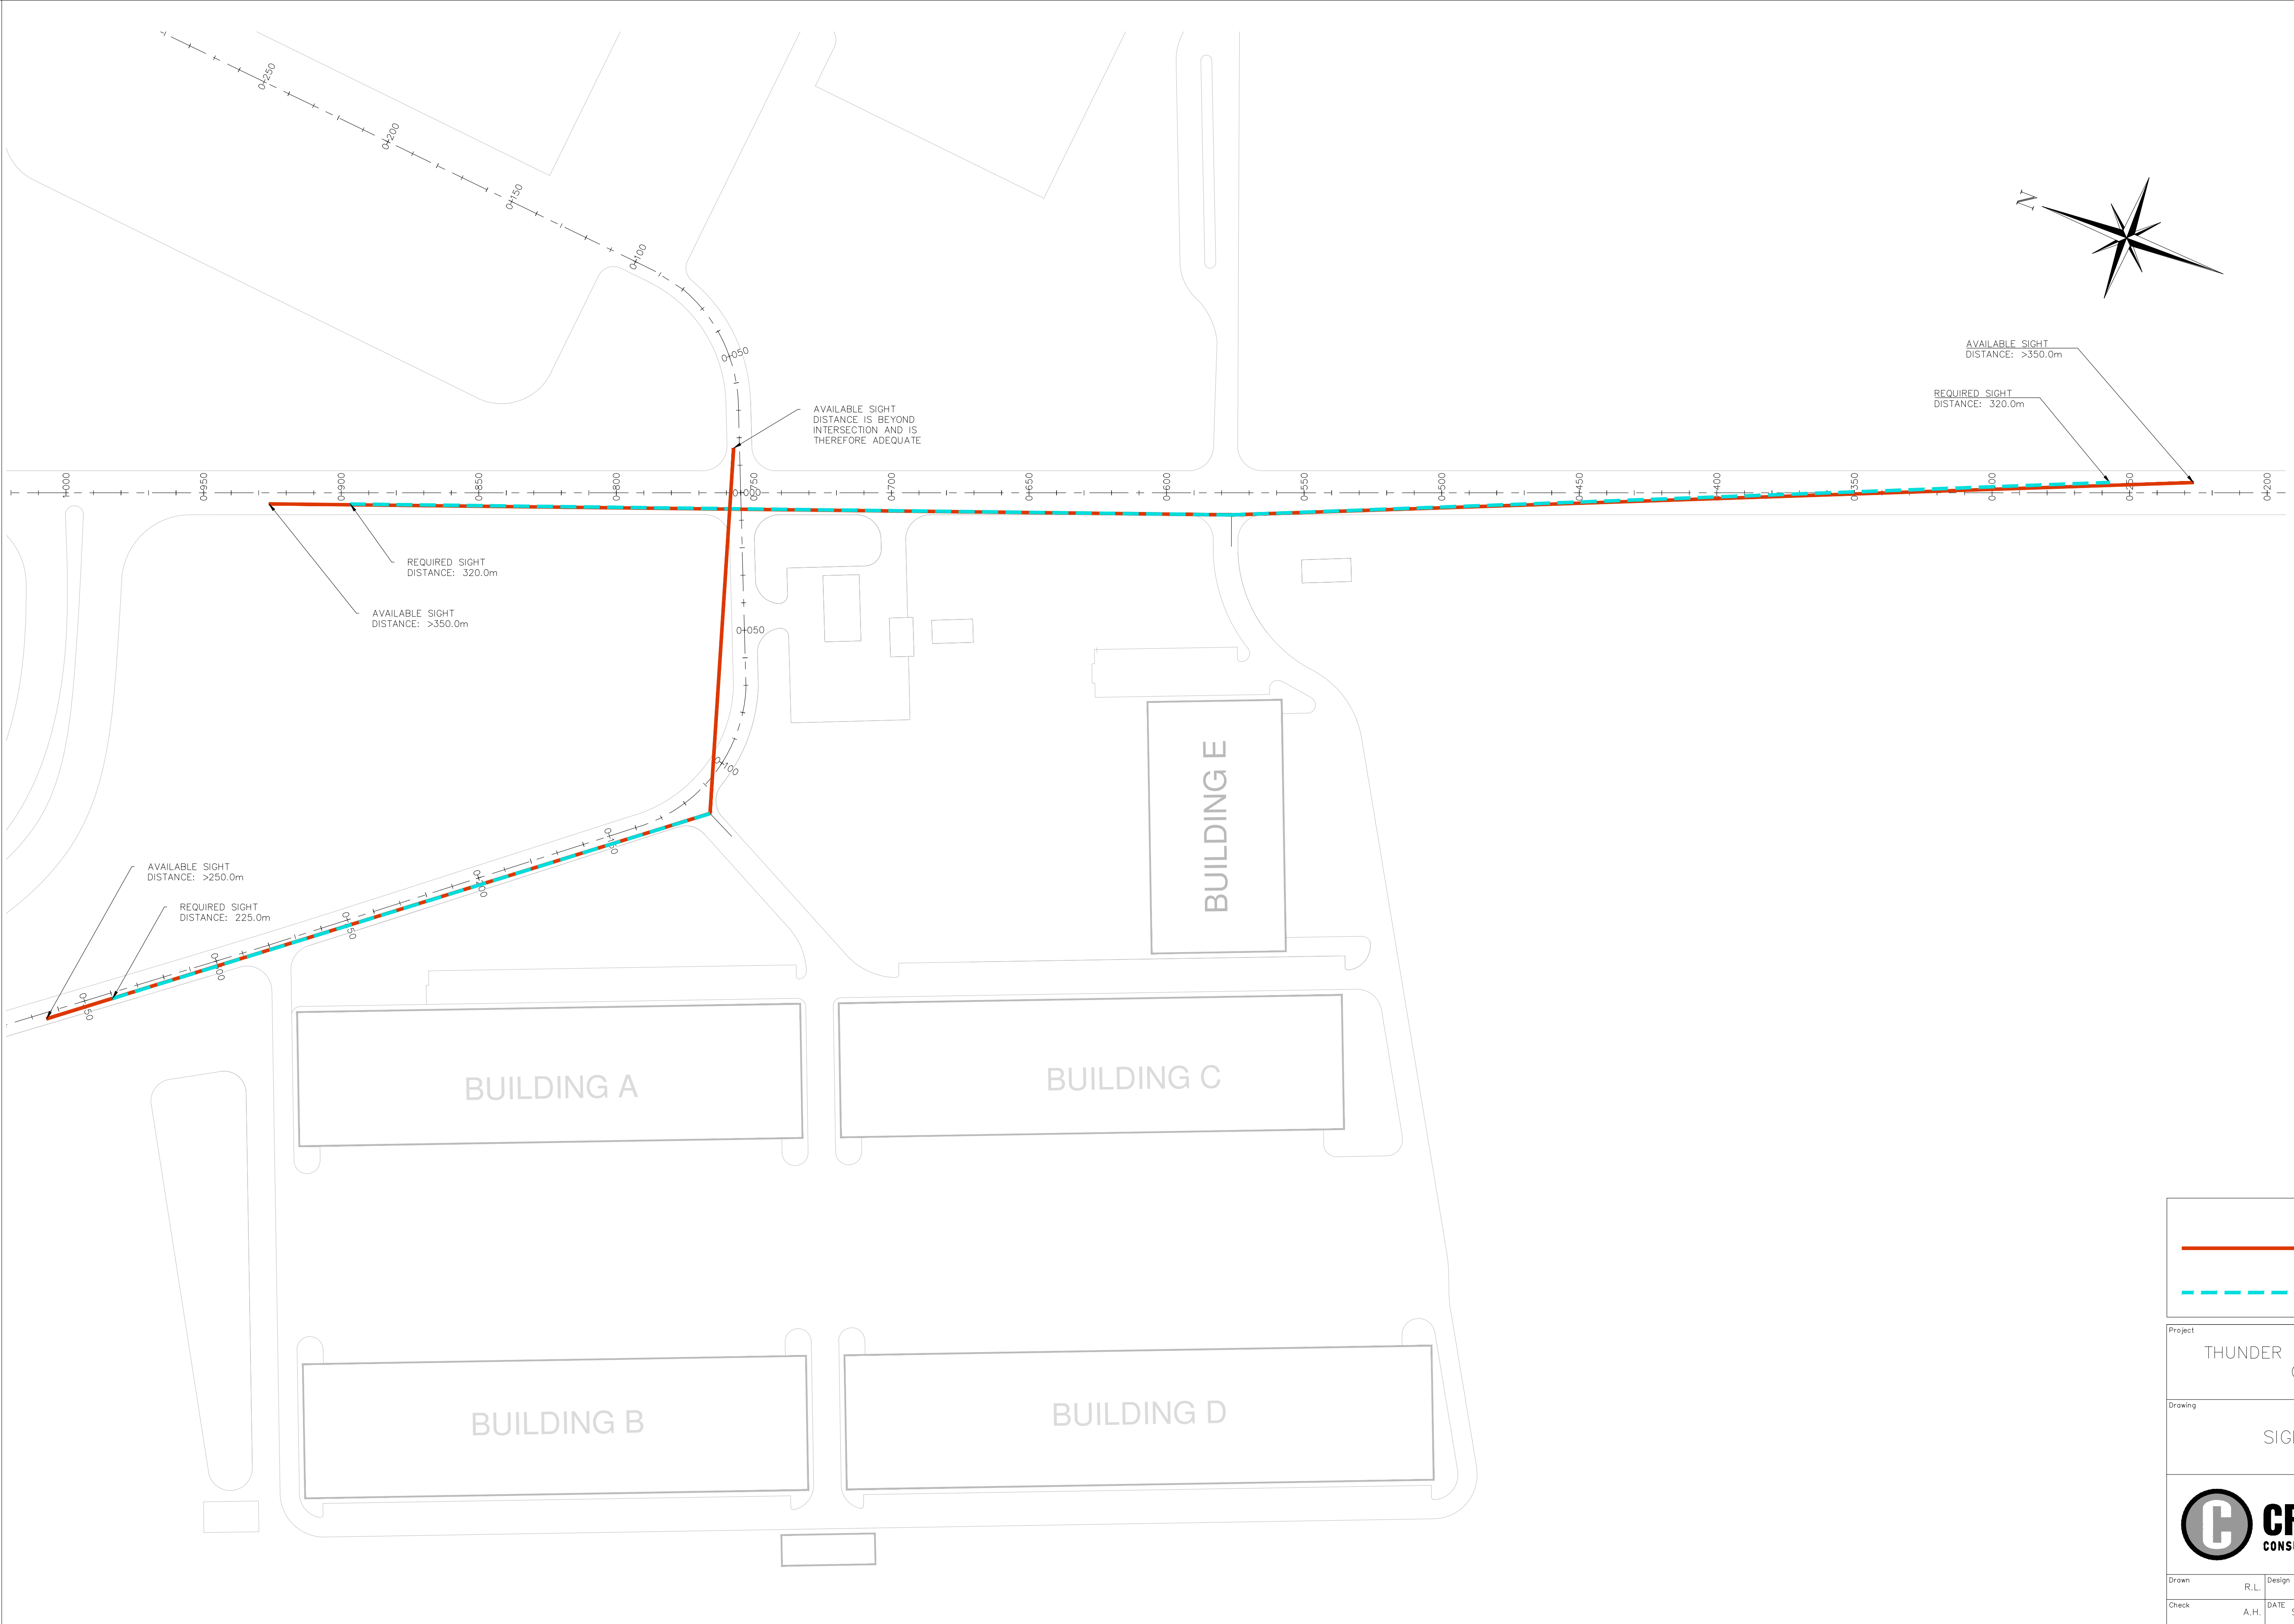 0+250
0+200
0+150
0+100
0+050
N
AVAILABLE SIGHT
DISTANCE: >350.0m
REQUIRED SIGHT
DISTANCE: 320.0m
AVAILABLE SIGHT
DISTANCE IS BEYOND
INTERSECTION AND IS
THEREFORE ADEQUATE
1+000
0+950
0+900
0+850
0+800
0+750
0+000
0+700
0+650
0+600
0+550
0+500
0+450
0+400
0+350
0+300
0+250
0+200
REQUIRED SIGHT
DISTANCE: 320.0m
AVAILABLE SIGHT
DISTANCE: >350.0m
0+050
0+100
0+150
0+200
0+250
0+300
0+350
AVAILABLE SIGHT
DISTANCE: >250.0m
REQUIRED SIGHT
DISTANCE: 225.0m
BUILDING E
BUILDING A
BUILDING C
BUILDING B
BUILDING D
Project
THUNDER
Drawing
SIG
C
CONS
Drawn
R.L.
Design
Check
A.H.
DATE